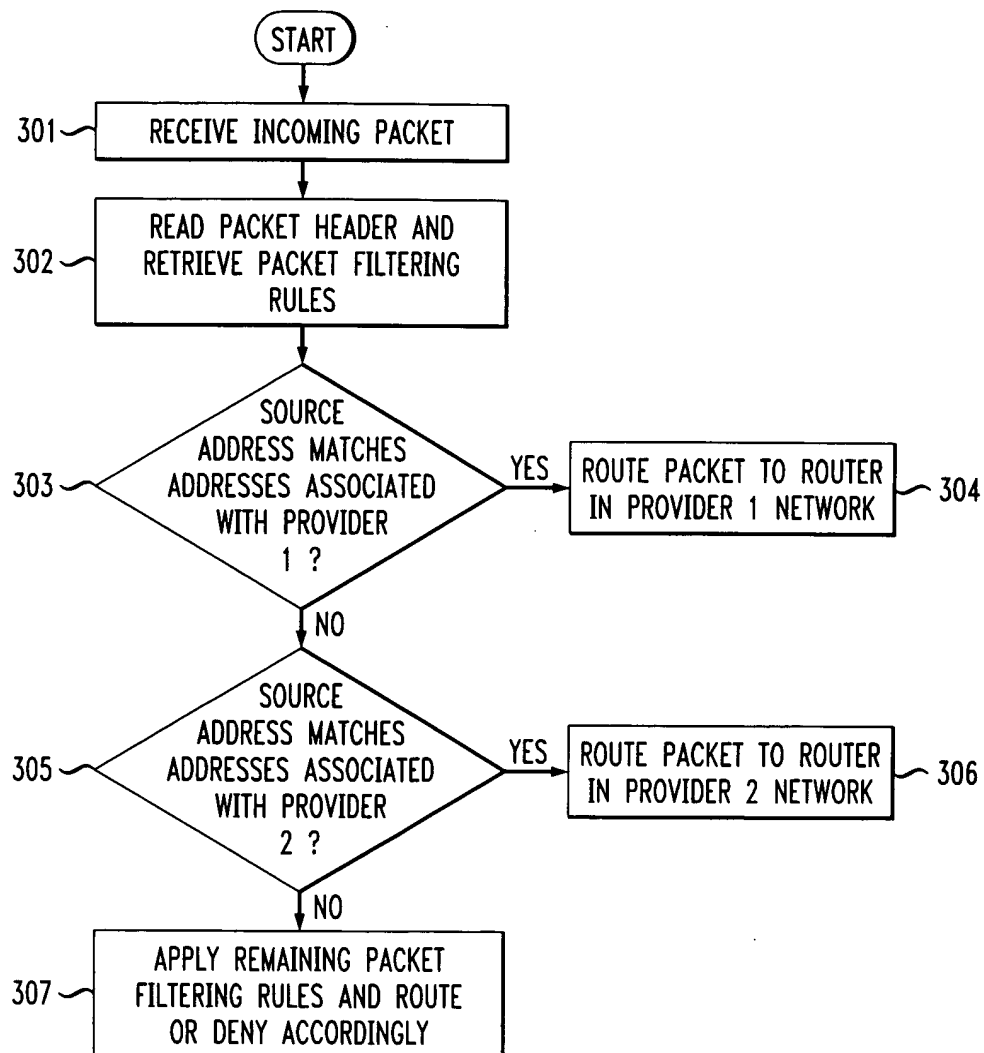 START
301
RECEIVE INCOMING PACKET
302
READ PACKET HEADER AND
RETRIEVE PACKET FILTERING
RULES
303
SOURCE
ADDRESS MATCHES
ADDRESSES ASSOCIATED
WITH PROVIDER
1 ?
YES
ROUTE PACKET TO ROUTER
IN PROVIDER 1 NETWORK
304
NO
305
SOURCE
ADDRESS MATCHES
ADDRESSES ASSOCIATED
WITH PROVIDER
2 ?
YES
ROUTE PACKET TO ROUTER
IN PROVIDER 2 NETWORK
306
NO
307
APPLY REMAINING PACKET
FILTERING RULES AND ROUTE
OR DENY ACCORDINGLY